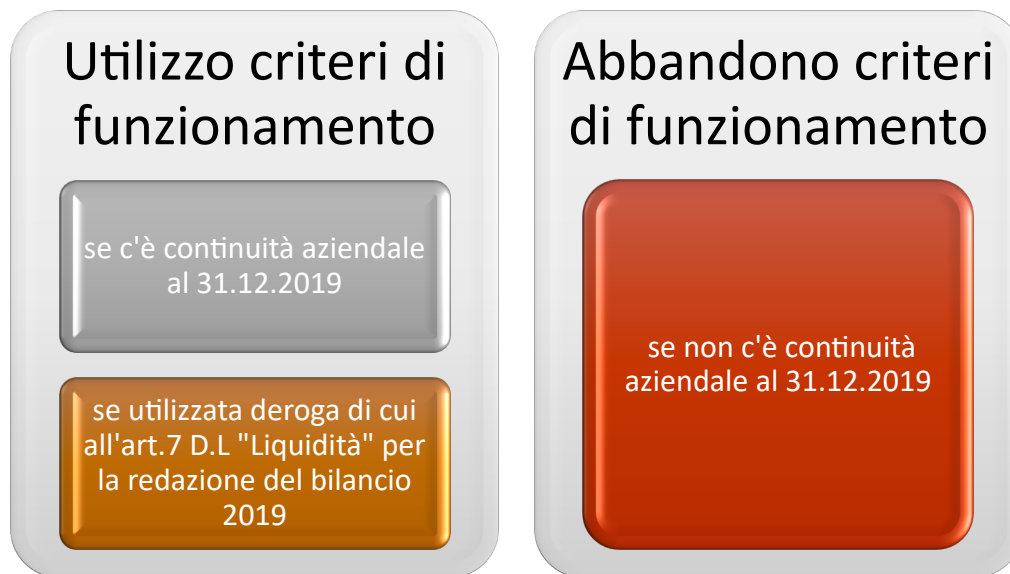 Utilizzo criteri di
funzionamento
se c'è continuità aziendale
al 31.12.2019
se utilizzata deroga di cui
all'art.7 D.L "Liquidità" per
la redazione del bilancio
2019
Abbandono criteri
di funzionamento
se non c'è continuità
aziendale al 31.12.2019